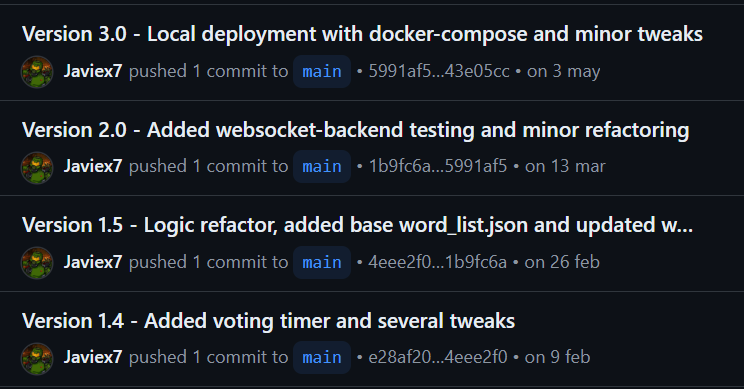 Version 3.0 - Local deployment with docker-compose and minor tweaks
Javiex7 pushed 1 commit to main • 5991af5...43e05cc • on 3 may
Version 2.0 - Added websocket-backend testing and minor refactoring
Javiex7 pushed 1 commit to main • 1b9fc6a...5991af5 • on 13 mar
Version 1.5 - Logic refactor, added base word_list.json and updated w...
Javiex7 pushed 1 commit to main • 4eee2f0...1b9fc6a • on 26 feb
Version 1.4 - Added voting timer and several tweaks
Javiex7 pushed 1 commit to main • e28af20...4eee2f0 • on 9 feb